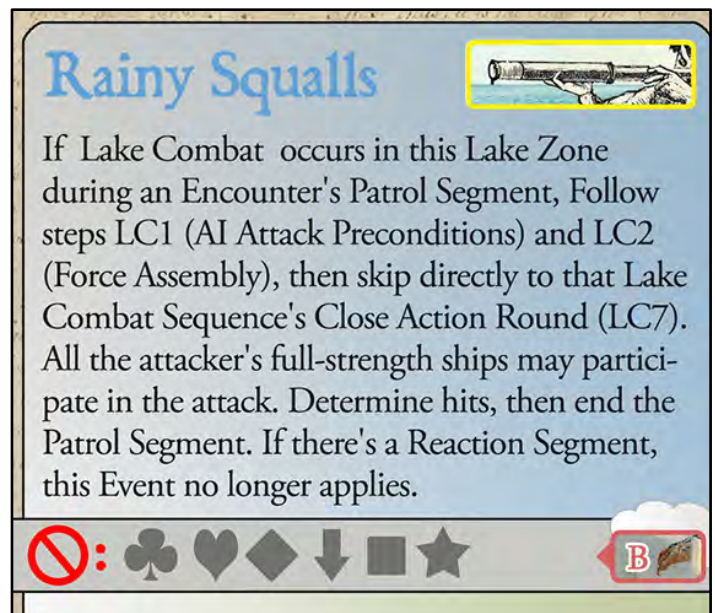 Rainy Squalls
If Lake Combat occurs in this Lake Zone
during an Encounter's Patrol Segment, Follow
steps LC1 (AI Attack Preconditions) and LC2
(Force Assembly), then skip directly to that Lake
Combat Sequence's Close Action Round (LC7).
All the attacker's full-strength ships may partici-
pate in the attack. Determine hits, then end the
Patrol Segment. If there's a Reaction Segment,
this Event no longer applies.
: B